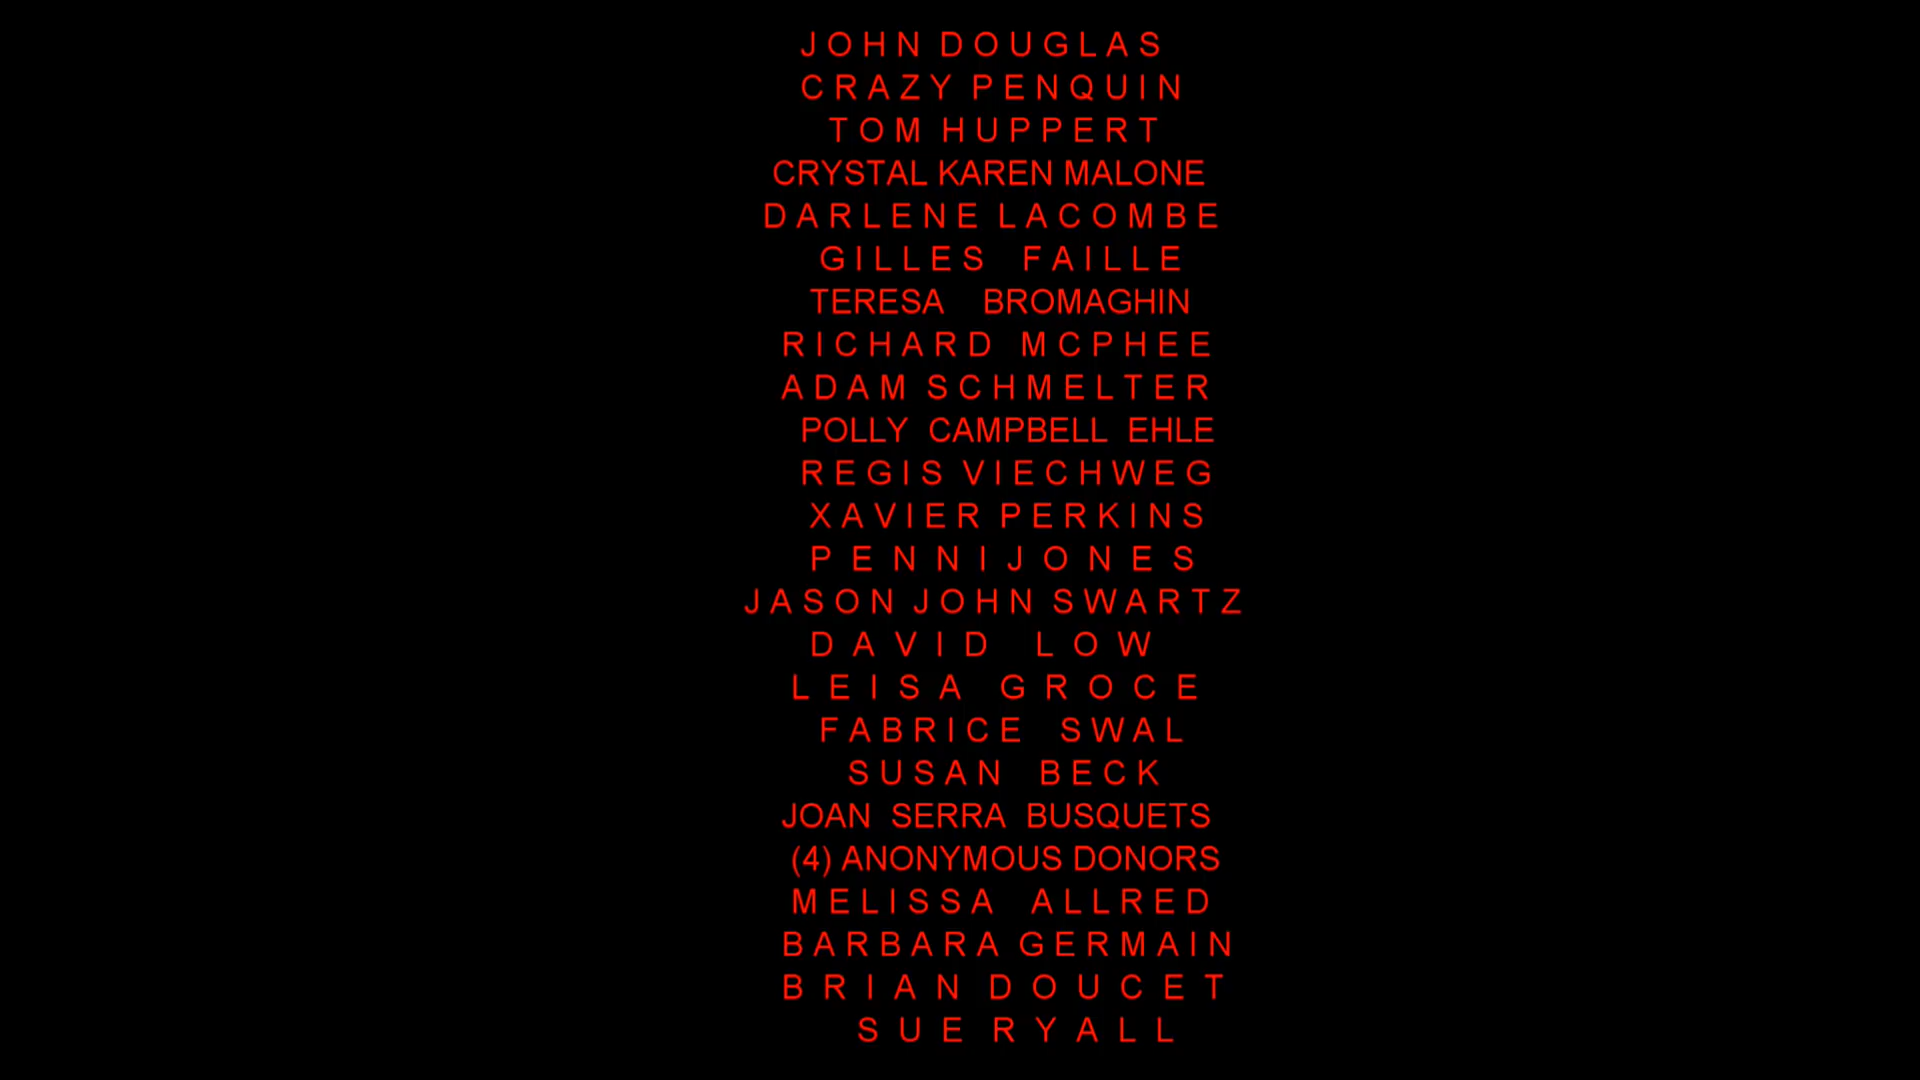 JOHN DOUGLAS
CRAZY PENQUIN
TOM HUPPERT
CRYSTAL KAREN MALONE
DARLENE LACOMBE
GILLES FAILLE
TERESA BROMAGHIN
RICHARD MCPHEE
ADAM SCHMELTER
POLLY CAMPBELL EHLE
REGIS VIECHWEG
XAVIER PERKINS
PENNIJONES
JASON JOHN SWARTZ
DAVID LOW
LEISA GROCE
FABRICE SWAL
SUSAN BECK
JOAN SERRA BUSQUETS
(4) ANONYMOUS DONORS
MELISSA ALLRED
BARBARA GERMAIN
BRIAN DOUCET
SUE RYALL